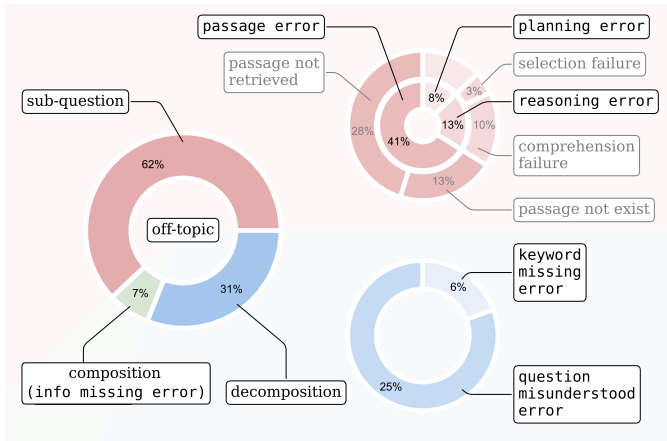 passage error
planning error
passage not
retrieved
selection failure
3%
8%
sub-question
reasoning error
28%
13%
10%
41%
comprehension
failure
62%
13%
passage not exist
off-topic
keyword
missing
error
6%
7%
31%
composition
(info missing error)
decomposition
25%
question
misunderstood
error